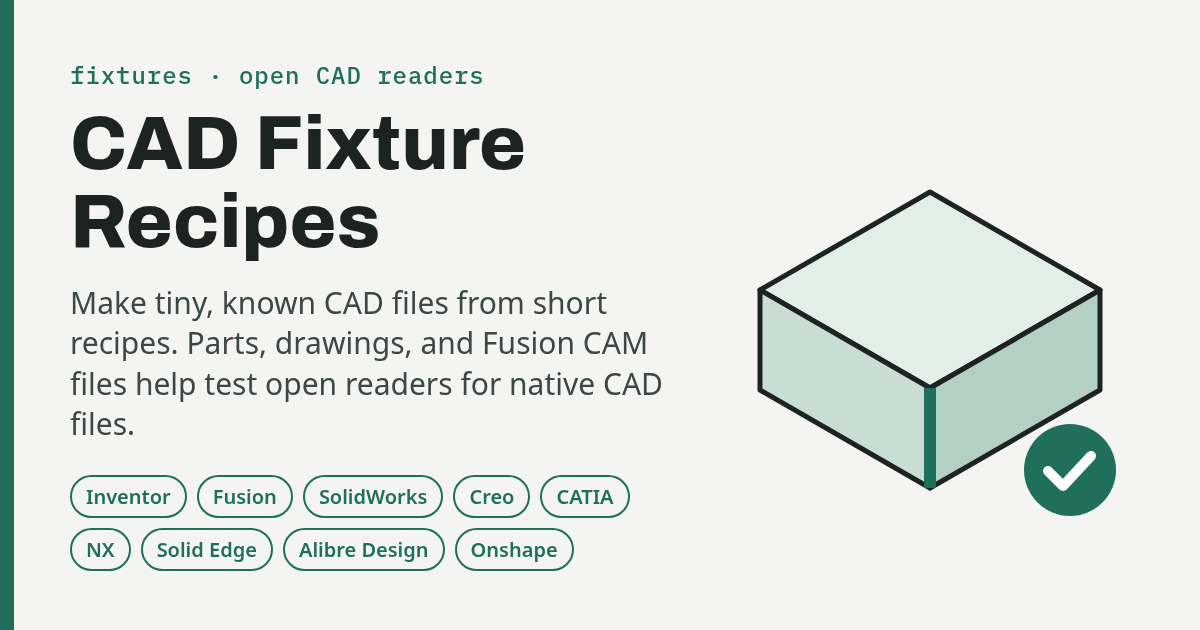 fixtures · open CAD readers
CAD Fixture
Recipes
Make tiny, known CAD files from short
recipes. Parts, drawings, and Fusion CAM
files help test open readers for native CAD
files.
Inventor Fusion SolidWorks Creo CATIA
NX Solid Edge Alibre Design Onshape